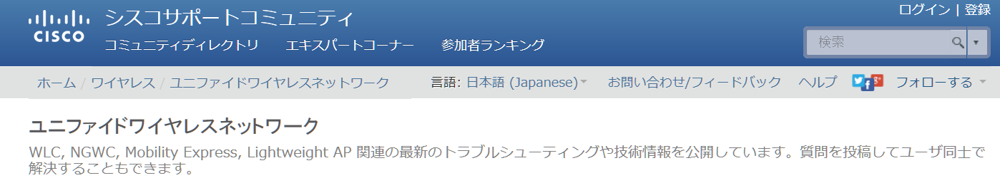 ログイン | 登録
CISCO
シスコサポートコミュニティ
コミュニティディレクトリ エキスパートコーナー 参加者ランキング
検索
ホーム / ワイヤレス / ユニファイドワイヤレスネットワーク 言語: 日本語 (Japanese) お問い合わせ/フィードバック ヘルプ フォローする
ユニファイドワイヤレスネットワーク
WLC, NGWC, Mobility Express, Lightweight AP 関連の最新のトラブルシューティングや技術情報を公開しています。質問を投稿してユーザ同士で
解決することもできます。